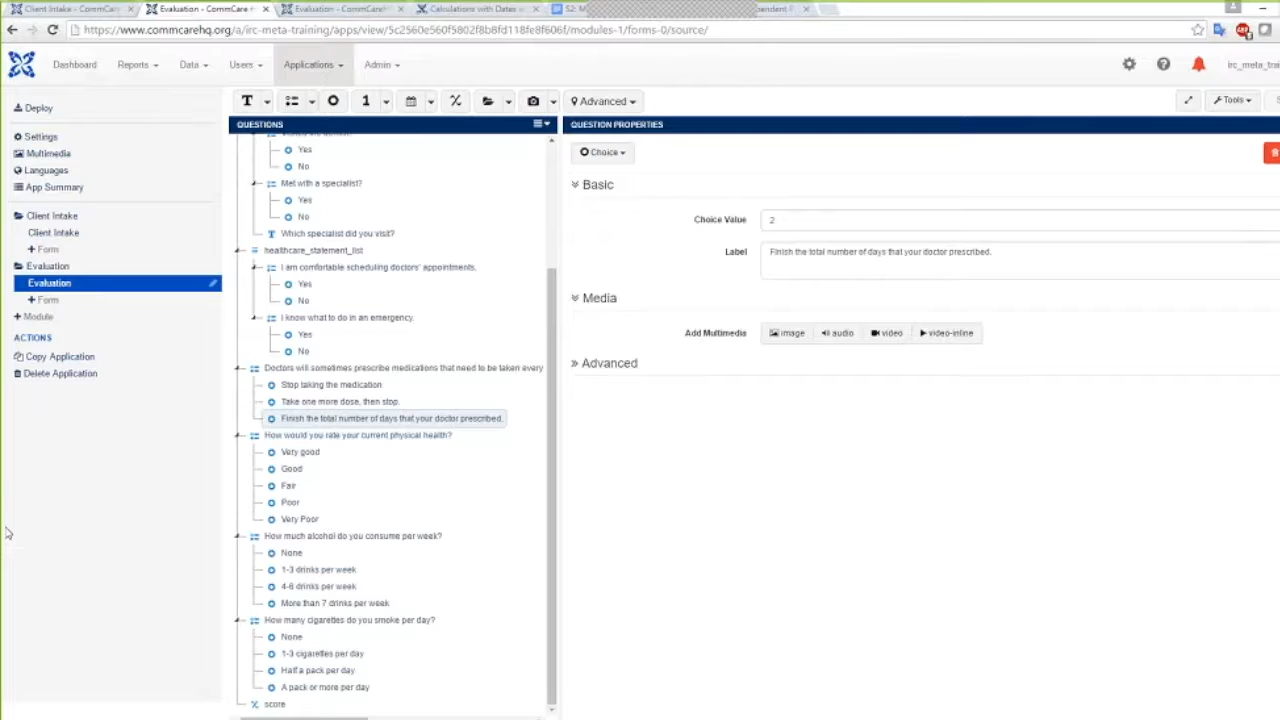 Client Intake - CommCare
Evaluation - CommCare
Evaluation - CommCare
Calculations with Dates
S2: M
pendent
https://www.commcarehq.org/a/irc-meta-training/apps/view/5c2560e560f5802f8b8fd118fe8f606f/modules-1/forms-0/source/
Dashboard Reports Data Users Applications Admin
irc_meta_trai
Deploy
Settings
Multimedia
Languages
App Summary
Client Intake
Client Intake
+ Form
Evaluation
Evaluation
+ Form
+ Module
ACTIONS
Copy Application
Delete Application
T 1 Advanced Tools
QUESTIONS
Yes
No
Met with a specialist?
Yes
No
T Which specialist did you visit?
healthcare_statement_list
I am comfortable scheduling doctors' appointments.
Yes
No
I know what to do in an emergency.
Yes
No
Doctors will sometimes prescribe medications that need to be taken every
Stop taking the medication
Take one more dose, then stop.
Finish the total number of days that your doctor prescribed.
How would you rate your current physical health?
Very good
Good
Fair
Poor
Very Poor
How much alcohol do you consume per week?
None
1-3 drinks per week
4-6 drinks per week
More than 7 drinks per week
How many cigarettes do you smoke per day?
None
1-3 cigarettes per day
Half a pack per day
A pack or more per day
score
QUESTION PROPERTIES
Choice
Basic
Choice Value 2
Label Finish the total number of days that your doctor prescribed.
Media
Add Multimedia image audio video video-inline
Advanced